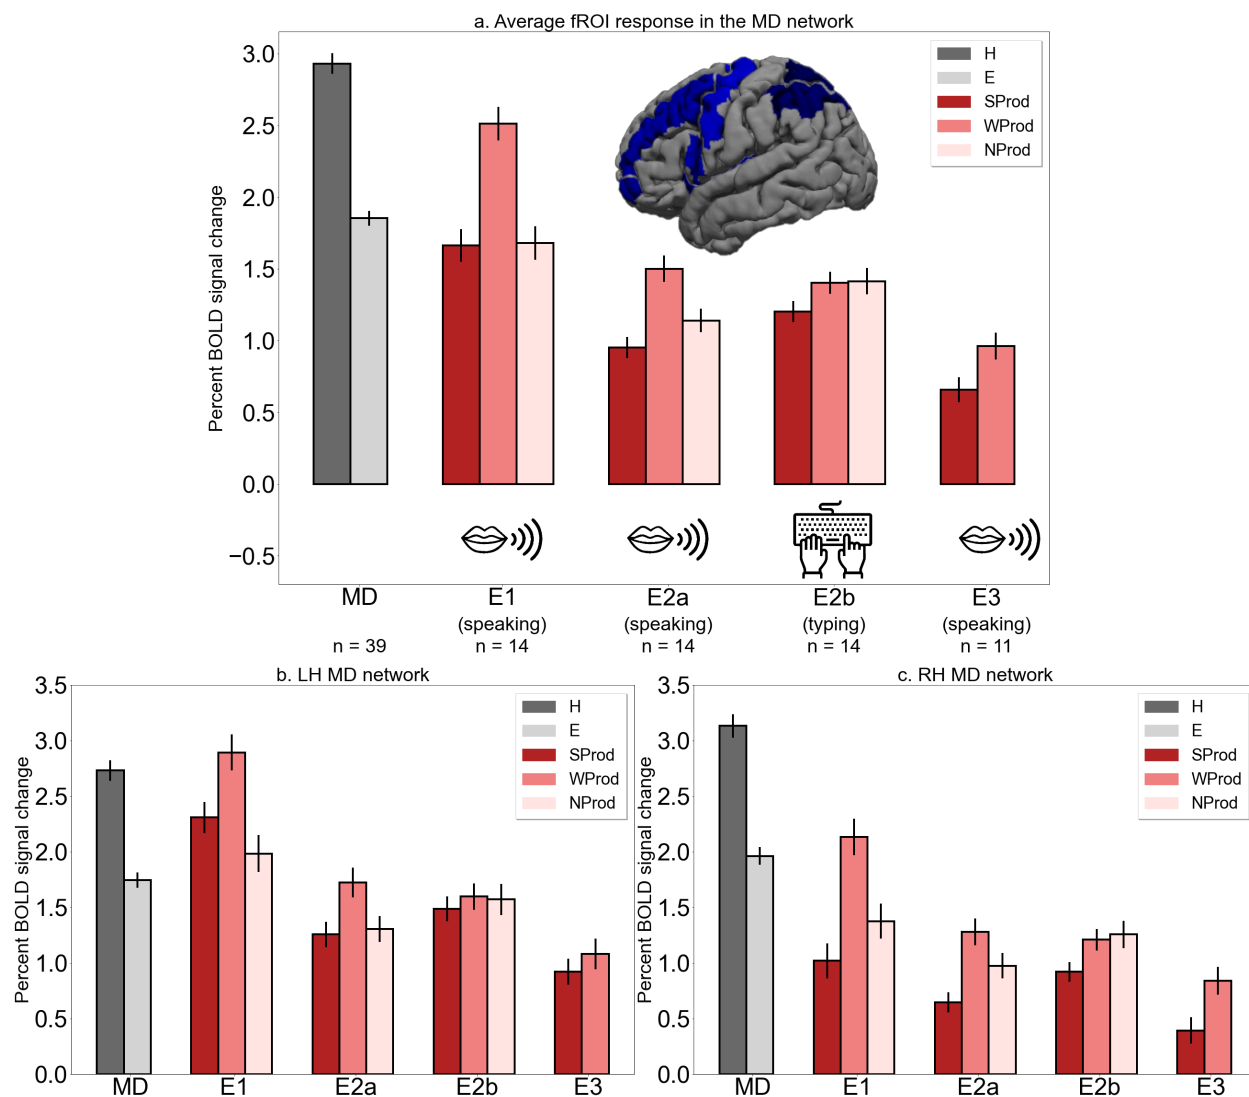 a. Average fROI response in the MD network
Percent BOLD signal change
3.0
2.5
2.0
1.5
1.0
0.5
0.0
−0.5
H
E
SProd
WProd
NProd
MD E1 E2a E2b E3
(speaking) (speaking) (typing) (speaking)
n = 39 n = 14 n = 14 n = 14 n = 11
b. LH MD network
Percent BOLD signal change
3.5
3.0
2.5
2.0
1.5
1.0
0.5
0.0
H
E
SProd
WProd
NProd
MD E1 E2a E2b E3
c. RH MD network
Percent BOLD signal change
3.5
3.0
2.5
2.0
1.5
1.0
0.5
0.0
H
E
SProd
WProd
NProd
MD E1 E2a E2b E3